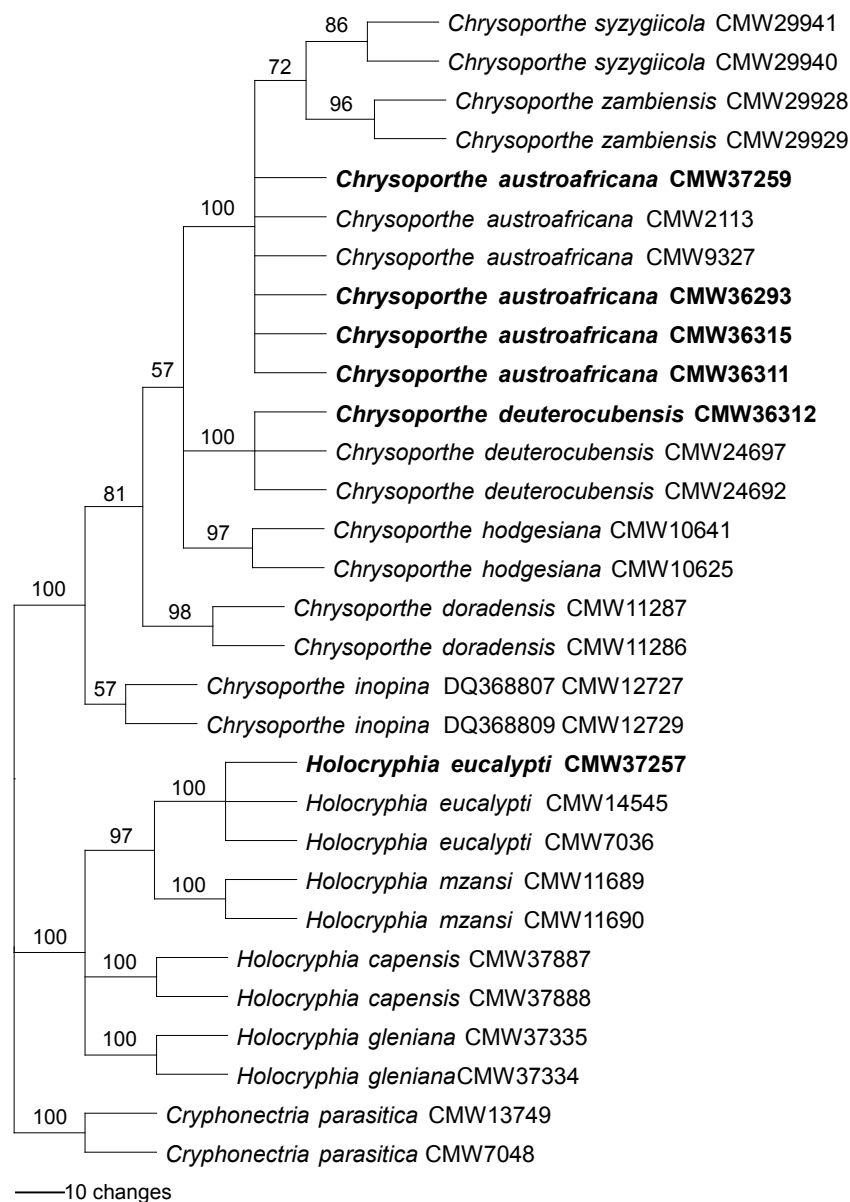 86
Chrysoporthe syzygiicola CMW29941
Chrysoporthe syzygiicola CMW29940
72
96
Chrysoporthe zambiensis CMW29928
Chrysoporthe zambiensis CMW29929
100
Chrysoporthe austroafricana CMW37259
Chrysoporthe austroafricana CMW2113
Chrysoporthe austroafricana CMW9327
Chrysoporthe austroafricana CMW36293
Chrysoporthe austroafricana CMW36315
Chrysoporthe austroafricana CMW36311
57
100
Chrysoporthe deuterocubensis CMW36312
Chrysoporthe deuterocubensis CMW24697
Chrysoporthe deuterocubensis CMW24692
81
97
Chrysoporthe hodgesiana CMW10641
Chrysoporthe hodgesiana CMW10625
100
98
Chrysoporthe doradensis CMW11287
Chrysoporthe doradensis CMW11286
57
Chrysoporthe inopina DQ368807 CMW12727
Chrysoporthe inopina DQ368809 CMW12729
100
Holocryphia eucalypti CMW37257
Holocryphia eucalypti CMW14545
Holocryphia eucalypti CMW7036
97
100
Holocryphia mzansi CMW11689
Holocryphia mzansi CMW11690
100
100
Holocryphia capensis CMW37887
Holocryphia capensis CMW37888
100
Holocryphia gleniana CMW37335
Holocryphia glenianaCMW37334
100
Cryphonectria parasitica CMW13749
Cryphonectria parasitica CMW7048
10 changes